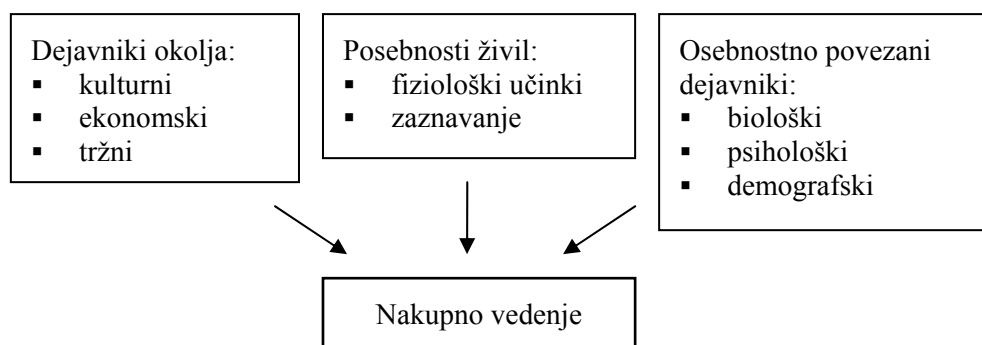 Dejavniki okolja:
▪ kulturni
▪ ekonomski
▪ tržni
Posebnosti živil:
▪ fiziološki učinki
▪ zaznavanje
Osebnostno povezani
dejavniki:
▪ biološki
▪ psihološki
▪ demografski
Nakupno vedenje